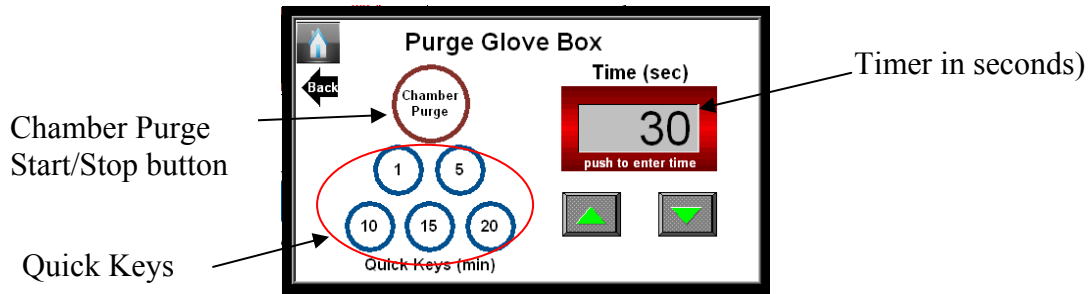 Purge Glove Box
Back
Chamber
Purge
Time (sec)
30
push to enter time
1
5
10
15
20
Quick Keys (min)
Timer in seconds)
Chamber Purge
Start/Stop button
Quick Keys